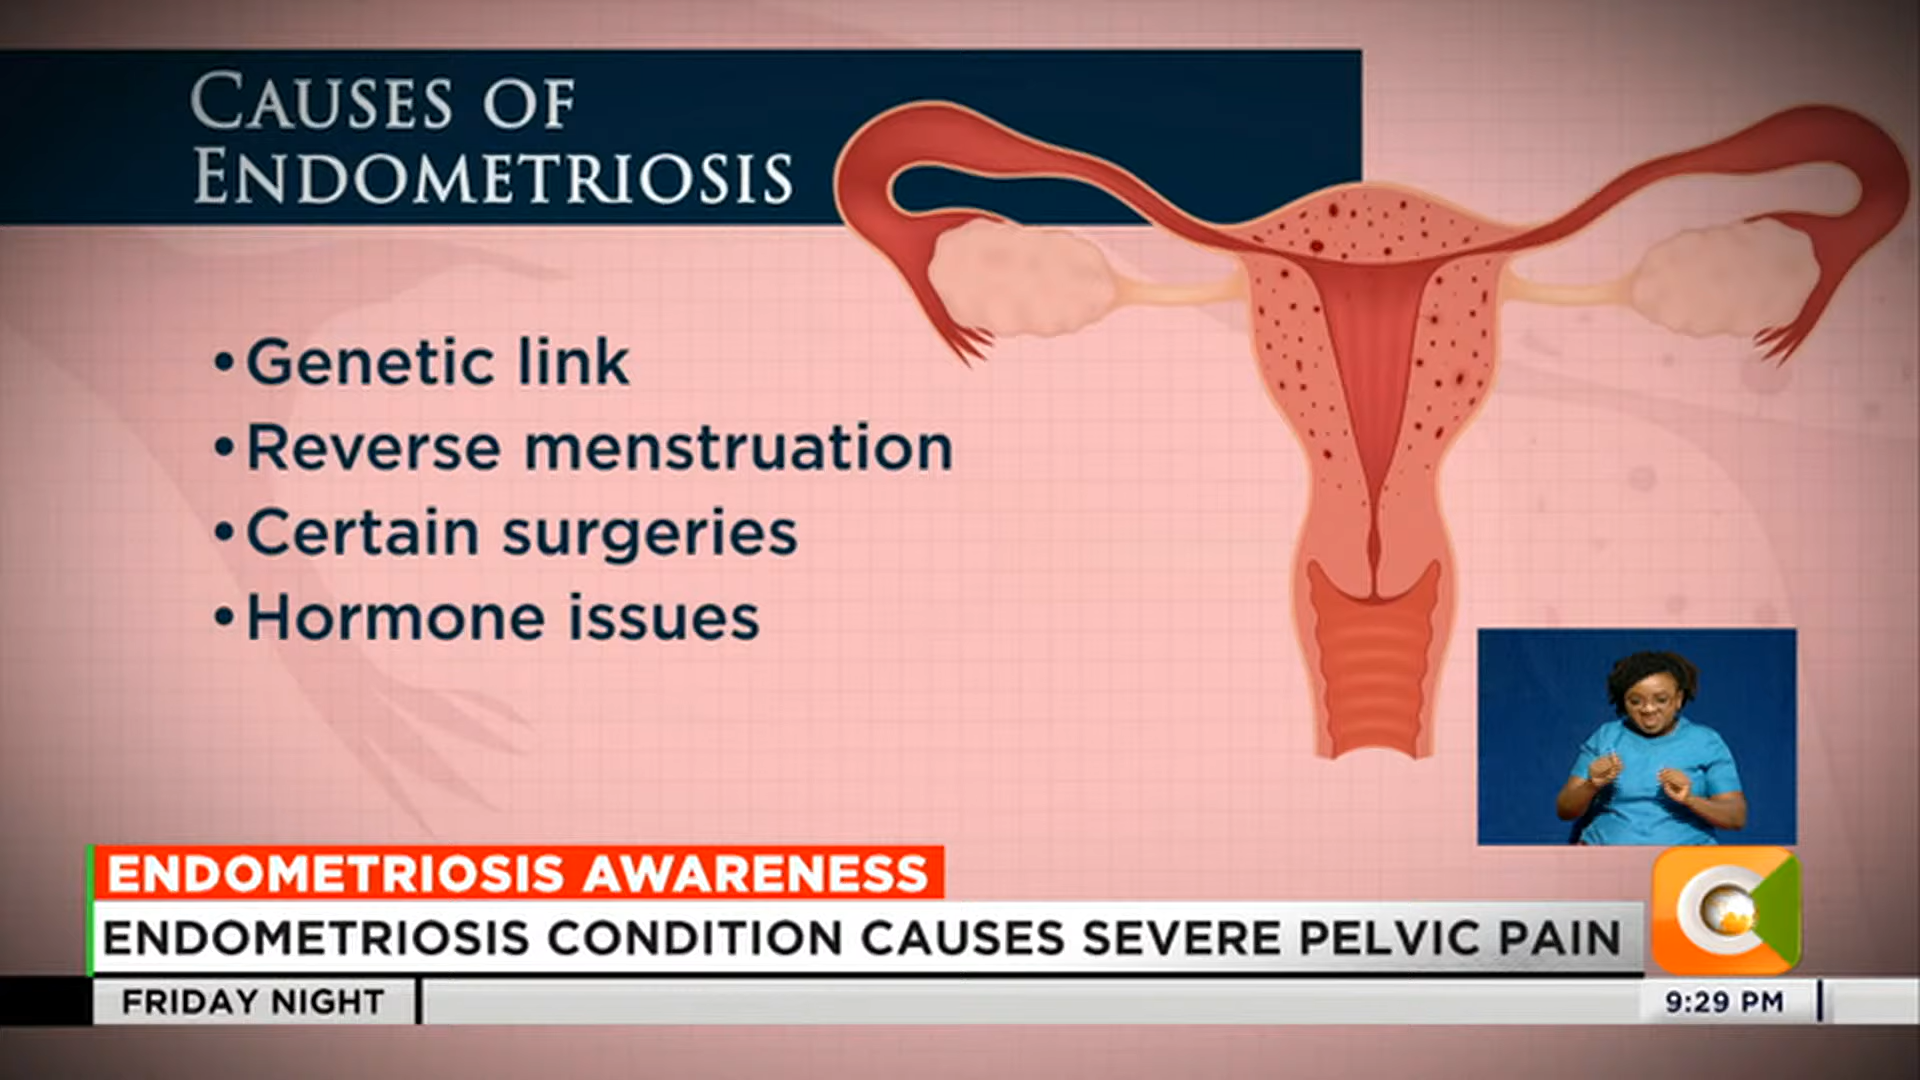 CAUSES OF
ENDOMETRIOSIS
•Genetic link
•Reverse menstruation
•Certain surgeries
•Hormone issues
ENDOMETRIOSIS AWARENESS
ENDOMETRIOSIS CONDITION CAUSES SEVERE PELVIC PAIN
FRIDAY NIGHT
9:29 PM